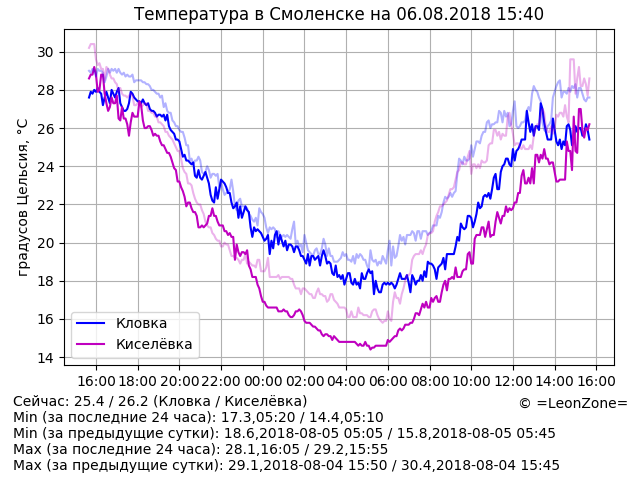 Температура в Смоленске на 06.08.2018 15:40
градусов Цельсия, °C
30
28
26
24
22
20
18
16
14
Кловка
Киселёвка
16:00 18:00 20:00 22:00 00:00 02:00 04:00 06:00 08:00 10:00 12:00 14:00 16:00
Сейчас: 25.4 / 26.2 (Кловка / Киселёвка)
© =LeonZone=
Min (за последние 24 часа): 17.3,05:20 / 14.4,05:10
Min (за предыдущие сутки): 18.6,2018-08-05 05:05 / 15.8,2018-08-05 05:45
Max (за последние 24 часа): 28.1,16:05 / 29.2,15:55
Max (за предыдущие сутки): 29.1,2018-08-04 15:50 / 30.4,2018-08-04 15:45